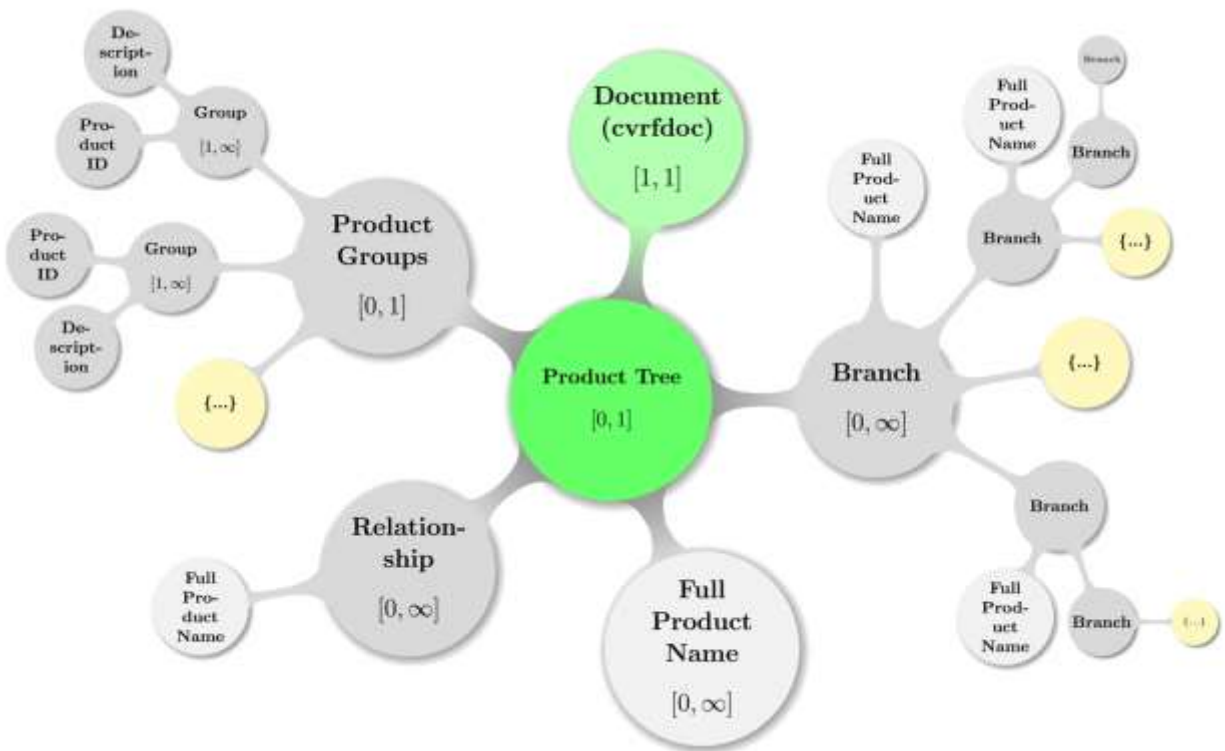 De-
script-
ion
Group
[1, ∞]
Pro-
duct
ID
Pro-
duct
ID
Group
[1, ∞]
De-
script-
ion
{...}
Product
Groups
[0, 1]
Document
(cvrfdoc)
[1, 1]
Product Tree
[0, 1]
Relation-
ship
[0, ∞]
Full
Pro-
duct
Name
Full
Product
Name
[0, ∞]
Branch
[0, ∞]
Full
Prod-
uct
Name
Full
Prod-
uct
Name
Branch
Branch
Branch
{...}
{...}
Branch
Full
Prod-
uct
Name
Branch
{...}